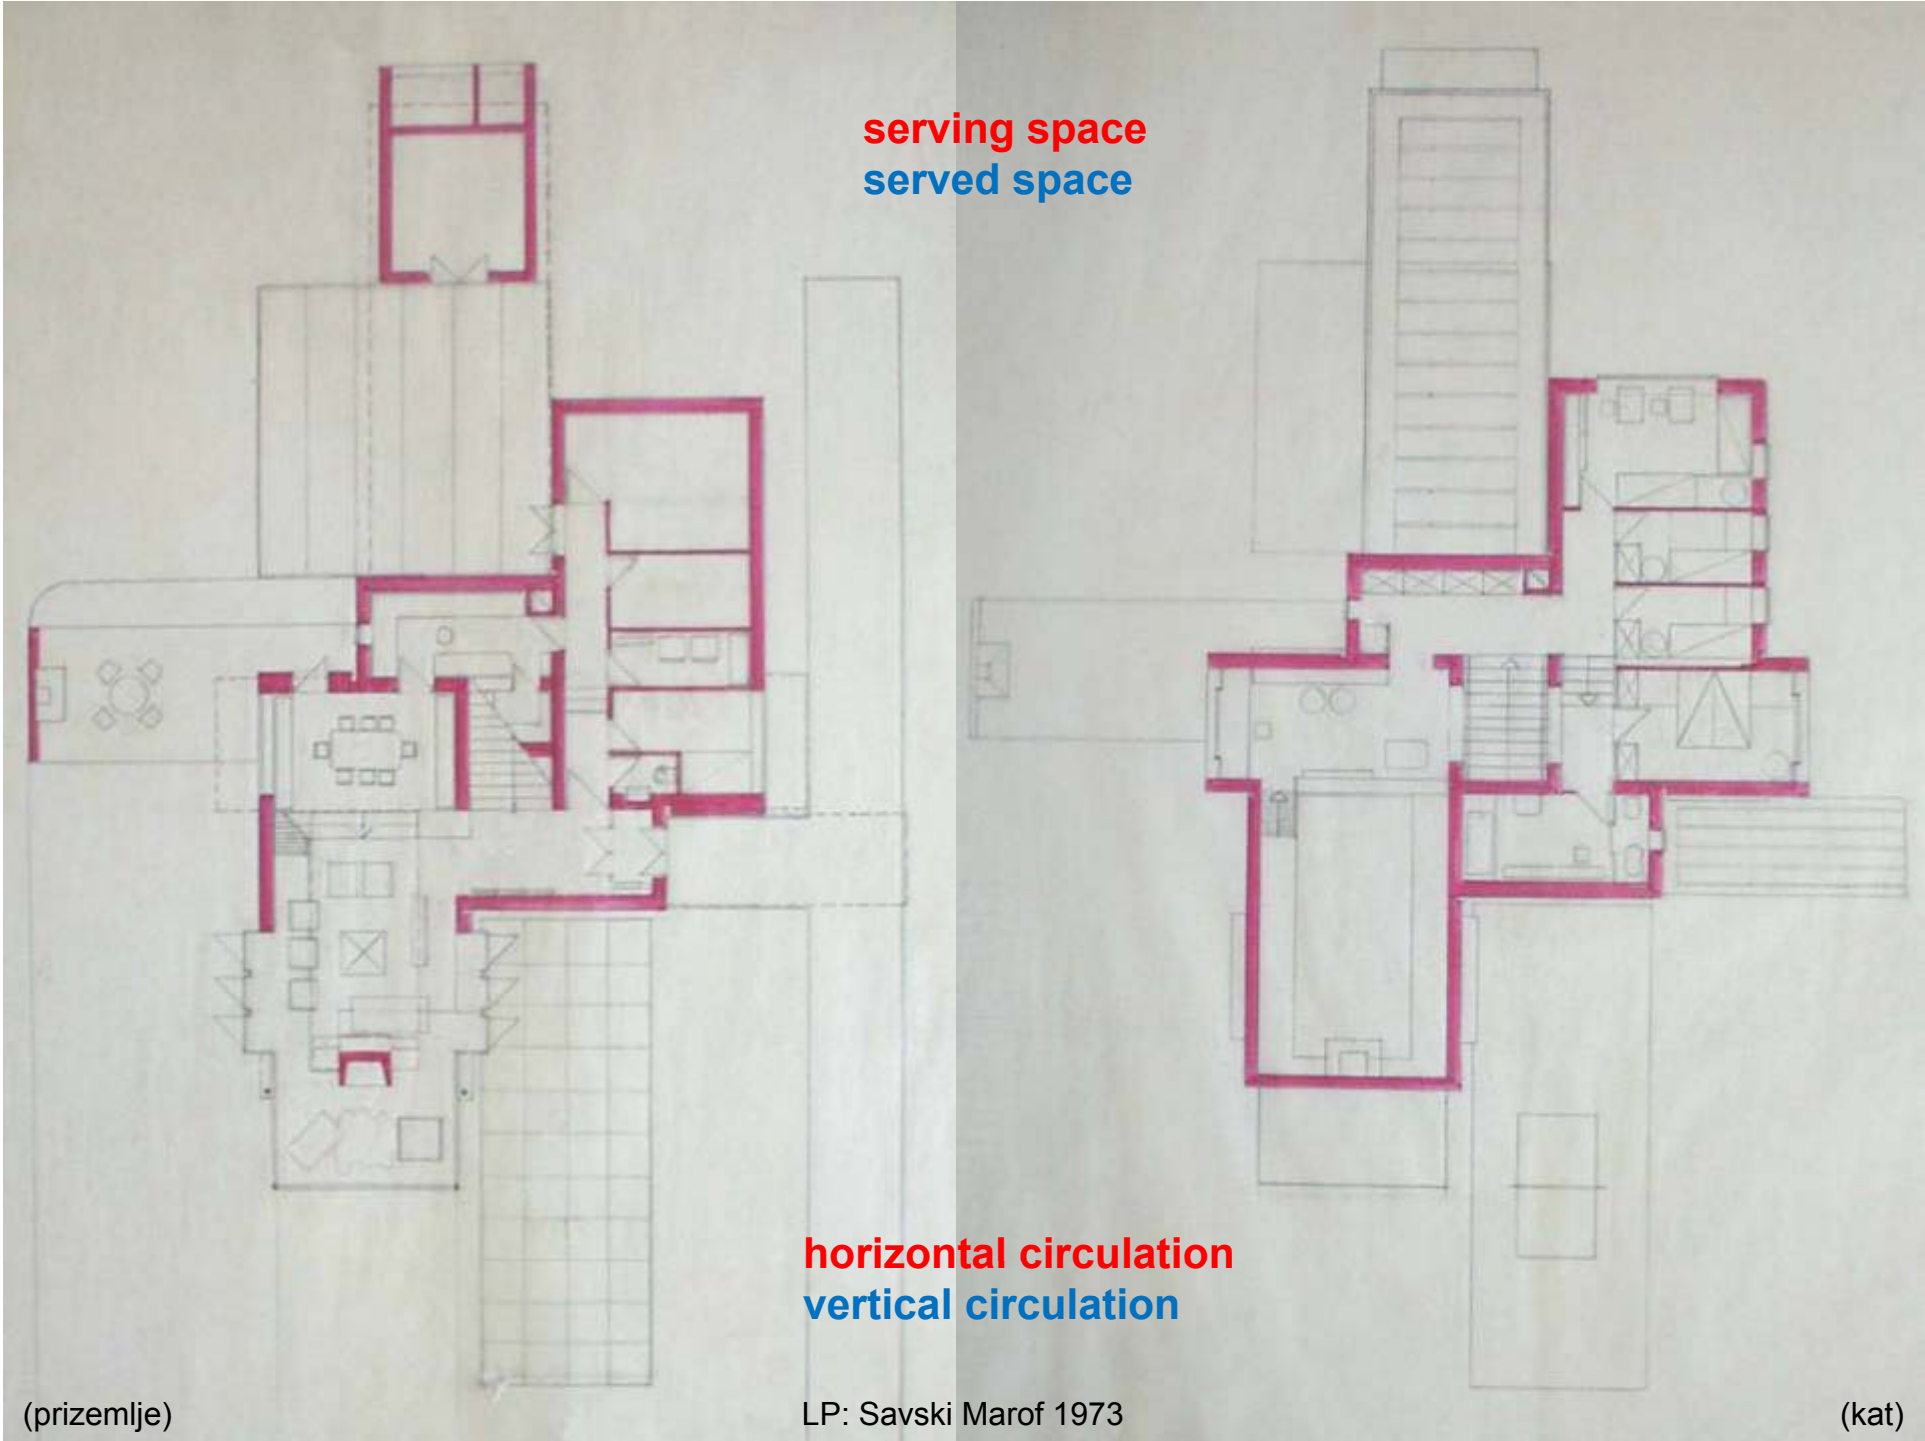 serving space
served space
horizontal circulation
vertical circulation
(prizemlje)
LP: Savski Marof 1973
(kat)